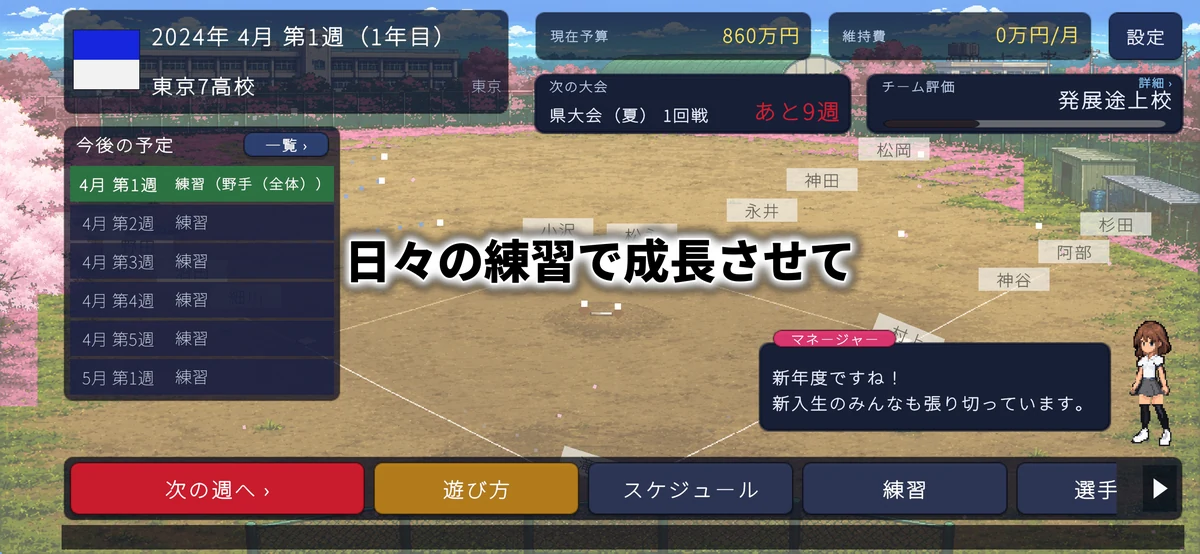 2024年 4月 第1週（1年目）
東京7高校
東京
現在予算
860万円
維持費
0万円/月
設定
次の大会
県大会（夏） 1回戦
あと9週
チーム評価
詳細 ›
発展途上校
今後の予定
一覧 ›
4月 第1週 練習（野手（全体））
4月 第2週 練習
4月 第3週 練習
4月 第4週 練習
4月 第5週 練習
5月 第1週 練習
松岡
神田
永井
小沢
杉田
阿部
神谷
村上
日々の練習で成長させて
マネージャー
新年度ですね！
新入生のみんなも張り切っています。
次の週へ ›
遊び方
スケジュール
練習
選手